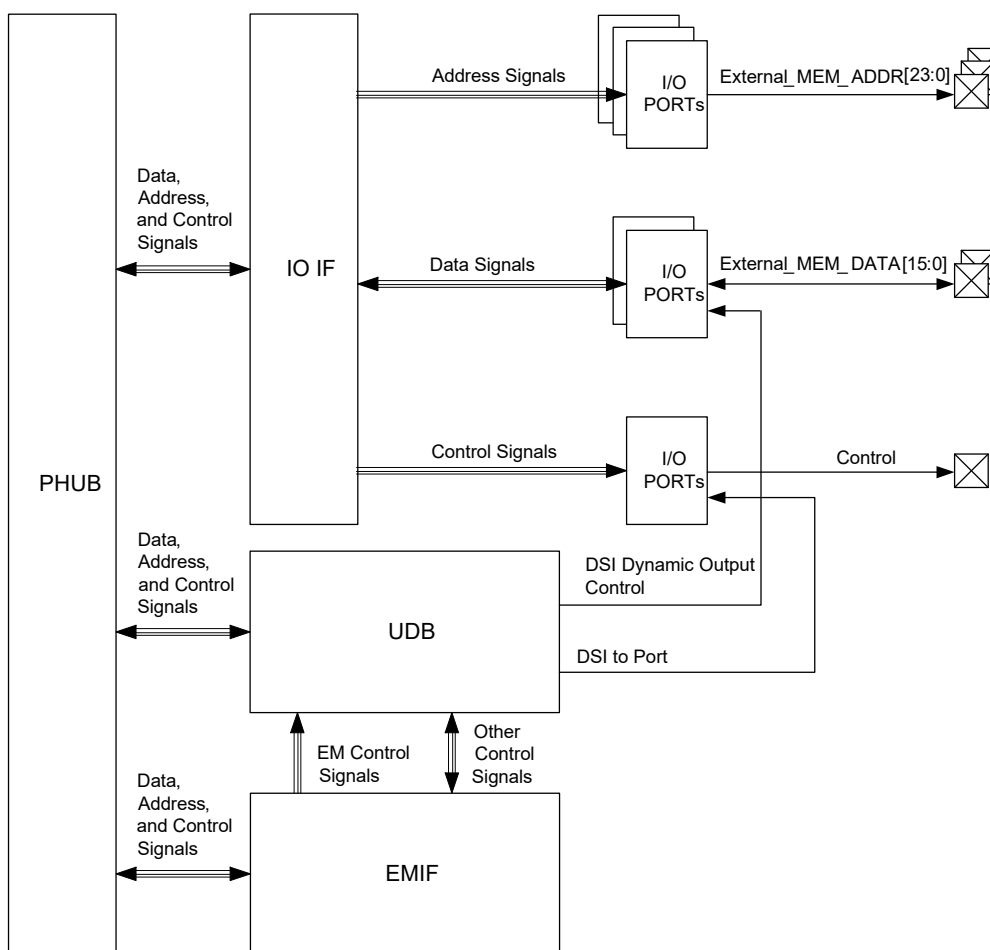 Address Signals
I/O
PORTs
External_MEM_ADDR[23:0]
Data,
Address,
and Control
Signals
IO IF
Data Signals
I/O
PORTs
External_MEM_DATA[15:0]
Control Signals
I/O
PORTs
Control
PHUB
Data,
Address,
and Control
Signals
UDB
DSI Dynamic Output
Control
DSI to Port
EM Control
Signals
Other
Control
Signals
Data,
Address,
and Control
Signals
EMIF